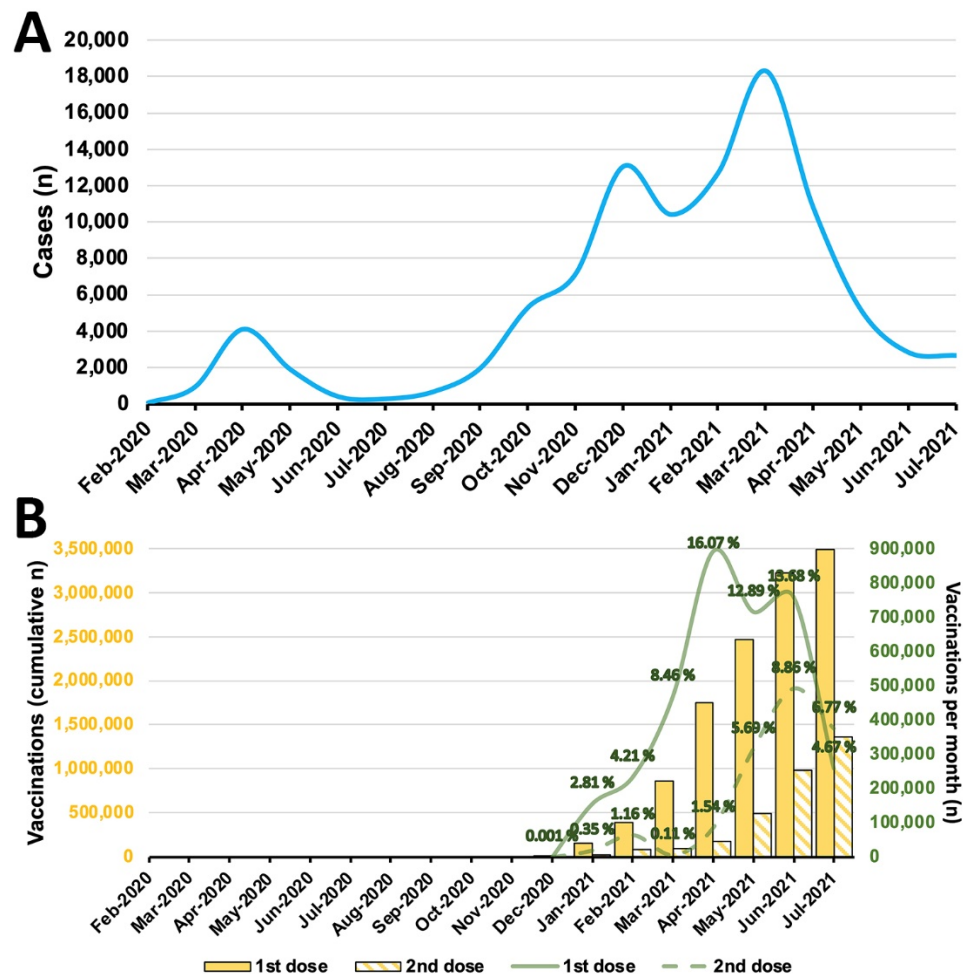 A
20,000
18,000
16,000
14,000
12,000
10,000
8,000
6,000
4,000
2,000
0
Cases (n)
Feb-2020
Mar-2020
Apr-2020
May-2020
Jun-2020
Jul-2020
Aug-2020
Sep-2020
Oct-2020
Nov-2020
Dec-2020
Jan-2021
Feb-2021
Mar-2021
Apr-2021
May-2021
Jun-2021
Jul-2021
B
Vaccinations (cumulative n)
3,500,000
3,000,000
2,500,000
2,000,000
1,500,000
1,000,000
500,000
0
16.07 %
12.89 %
13.68 %
8.46 %
8.86 %
6.77 %
5.69 %
4.67 %
4.21 %
2.81 %
1.16 %
1.54 %
0.001 %
0.35 %
0.11 %
900,000
800,000
700,000
600,000
500,000
400,000
300,000
200,000
100,000
0
Vaccinations per month (n)
Feb-2020
Mar-2020
Apr-2020
May-2020
Jun-2020
Jul-2020
Aug-2020
Sep-2020
Oct-2020
Nov-2020
Dec-2020
Jan-2021
Feb-2021
Mar-2021
Apr-2021
May-2021
Jun-2021
Jul-2021
1st dose 2nd dose 1st dose 2nd dose